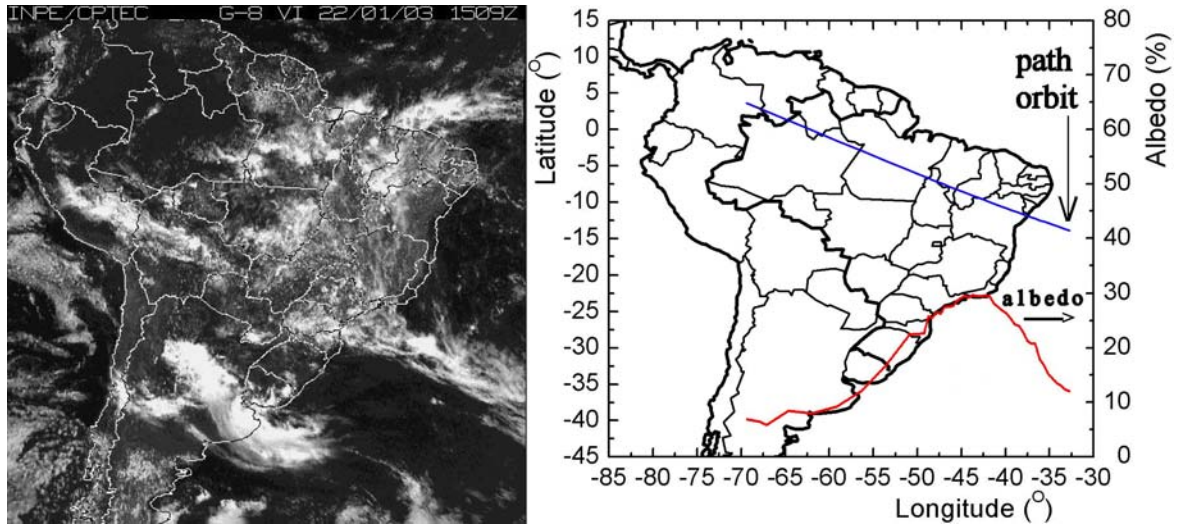 INPE/CPTEC G-8 VI 22/01/03 1509Z
15
10
5
0
-5
-10
-15
-20
-25
-30
-35
-40
-45
Latitude (°)
path
orbit
albedo
80
70
60
50
40
30
20
10
0
Albedo (%)
-85 -80 -75 -70 -65 -60 -55 -50 -45 -40 -35 -30
Longitude (°)